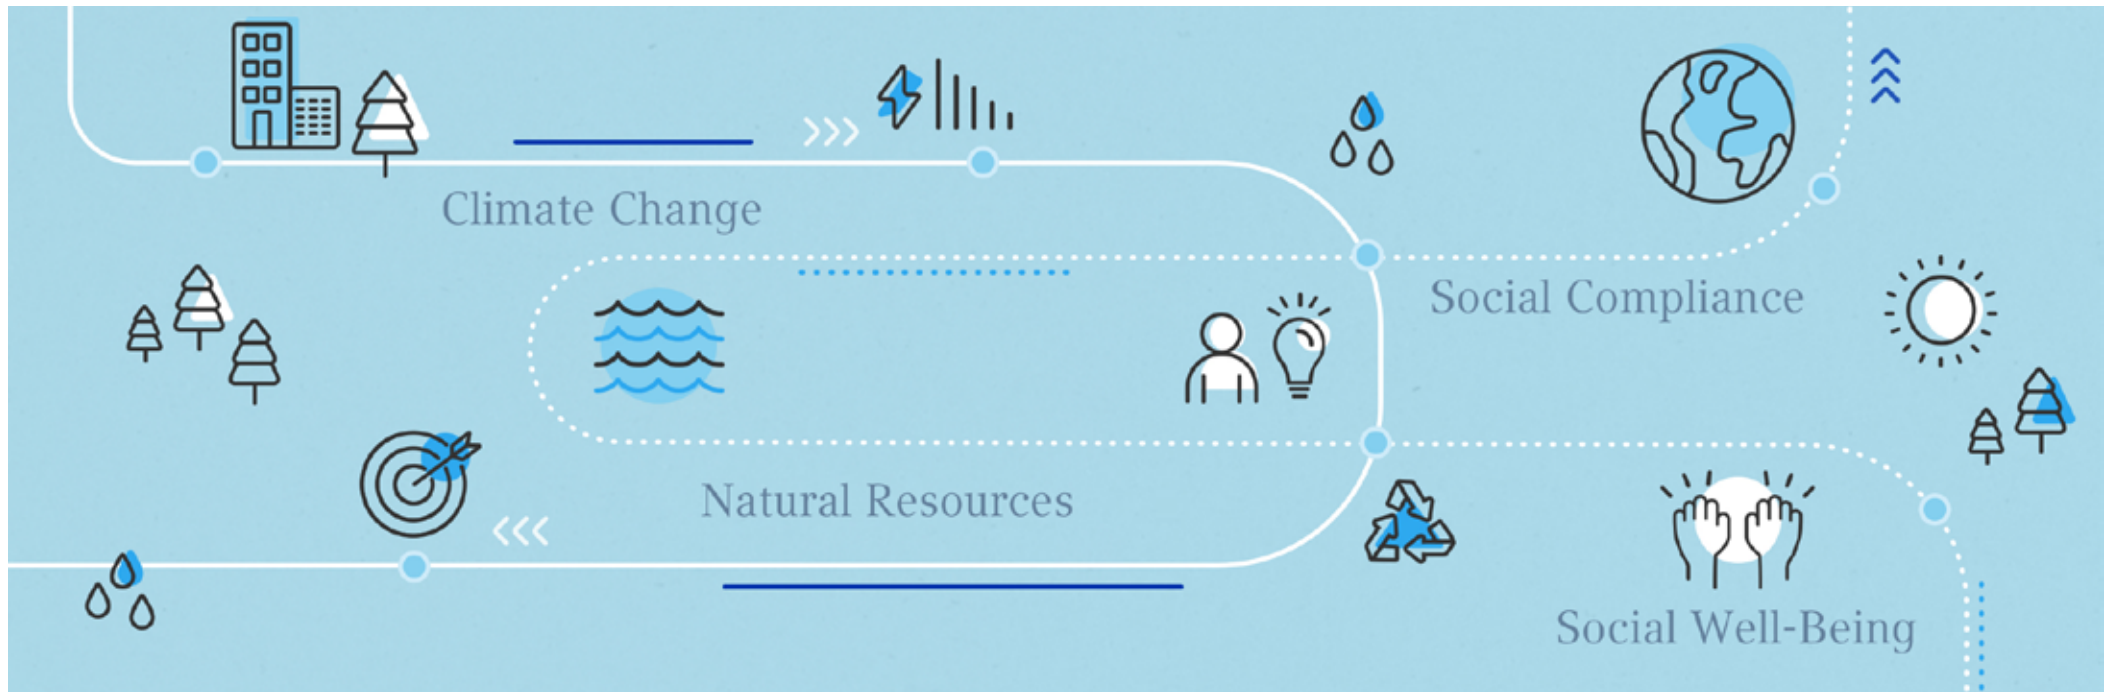 Climate Change
Social Compliance
Natural Resources
Social Well-Being